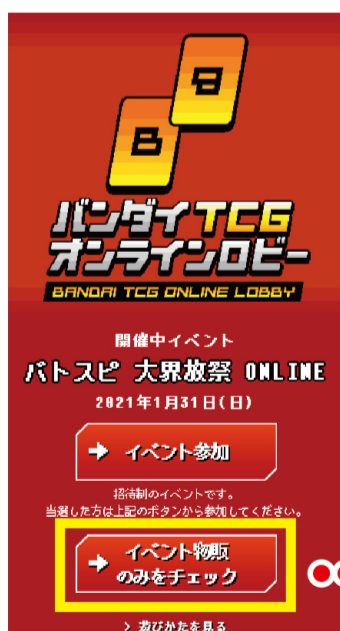 B
B
バンダイTCG
オンラインロビー
BANDAI TCG ONLINE LOBBY
開催中イベント
バトスピ 大界放祭 ONLINE
2021年1月31日(日)
イベント参加
招待制のイベントです。
当選した方は上記のボタンから参加してください。
イベント物販
のみをチェック
> 遊びかたを見る